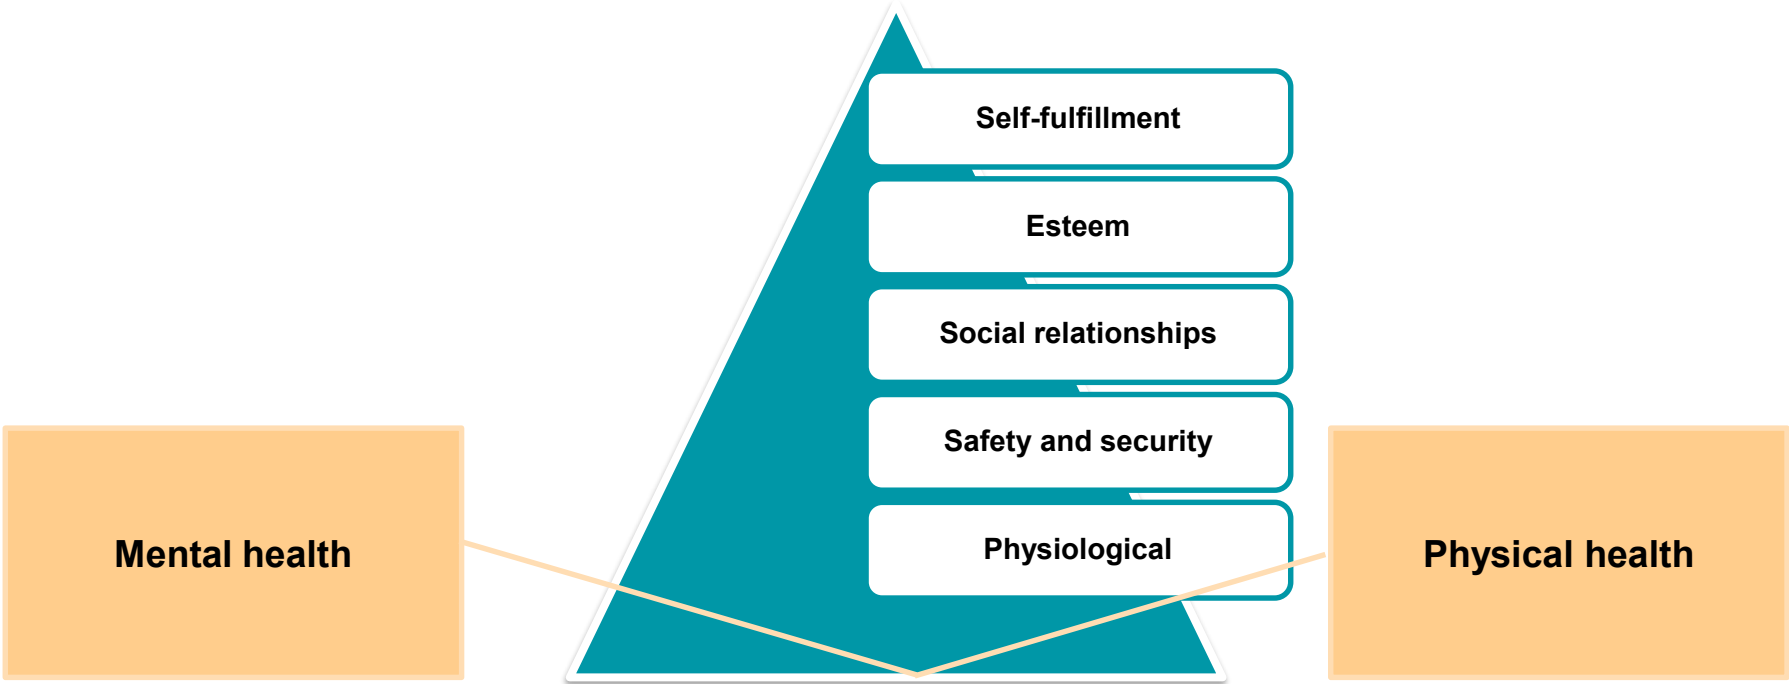 Self-fulfillment
Esteem
Social relationships
Safety and security
Physiological
Mental health
Physical health